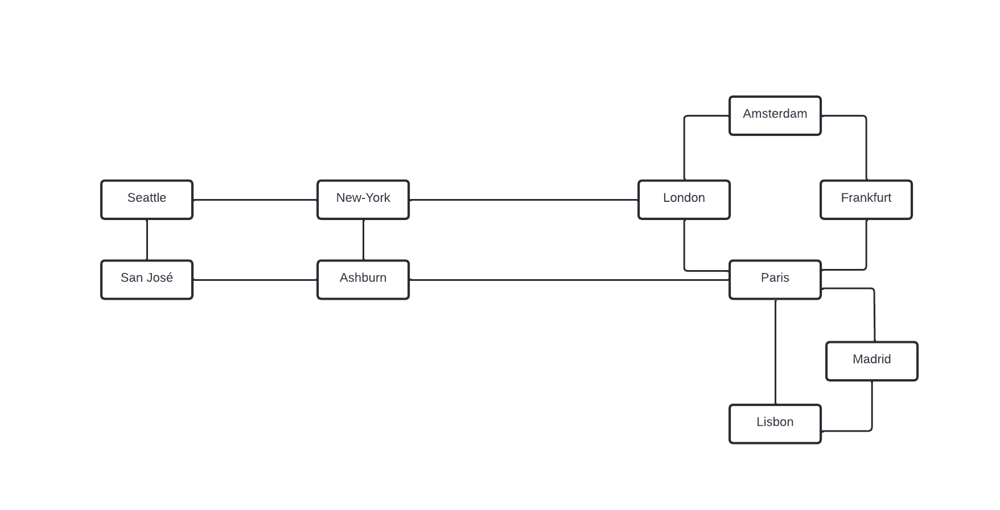 Amsterdam
Seattle
New-York
London
Frankfurt
San José
Ashburn
Paris
Madrid
Lisbon